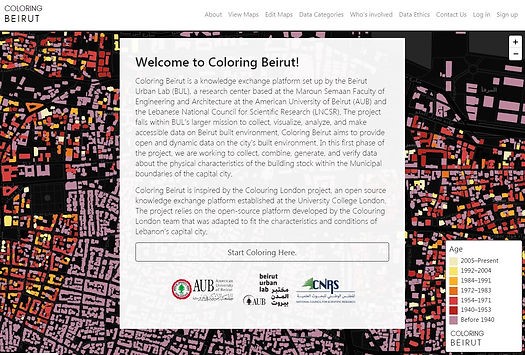 COLORING
BEIRUT
About View Maps Edit Maps Data Categories Who's involved Data Ethics Contact Us Log in Sign up
+
−
Welcome to Coloring Beirut!
Coloring Beirut is a knowledge exchange platform set up by the Beirut
Urban Lab (BUL), a research center based at the Maroun Semaan Faculty of
Engineering and Architecture at the American University of Beirut (AUB) and
the Lebanese National Council for Scientific Research (LNCSR). The project
falls within BUL's larger mission to collect, visualize, analyze, and make
accessible data on Beirut built environment. Coloring Beirut aims to provide
open and dynamic data on the city's built environment. In this first phase of
the project, we are working to collect, combine, generate, and verify data
about the physical characteristics of the building stock within the Municipal
boundaries of the capital city.
Coloring Beirut is inspired by the Colouring London project, an open source
knowledge exchange platform established at the University College London.
The project relies on the open-source platform developed by the Colouring
London team that was adapted to fit the characteristics and conditions of
Lebanon's capital city.
Start Coloring Here.
AUB American
University
of Beirut
beirut
urban
lab مختبر
المدن
بيروت
AUB
CNRS
المجلس الوطني للبحوث العلمية
NATIONAL COUNCIL FOR SCIENTIFIC RESEARCH
Age
2005–Present
1992–2004
1984–1991
1972–1983
1954–1971
1940–1953
Before 1940
COLORING
BEIRUT